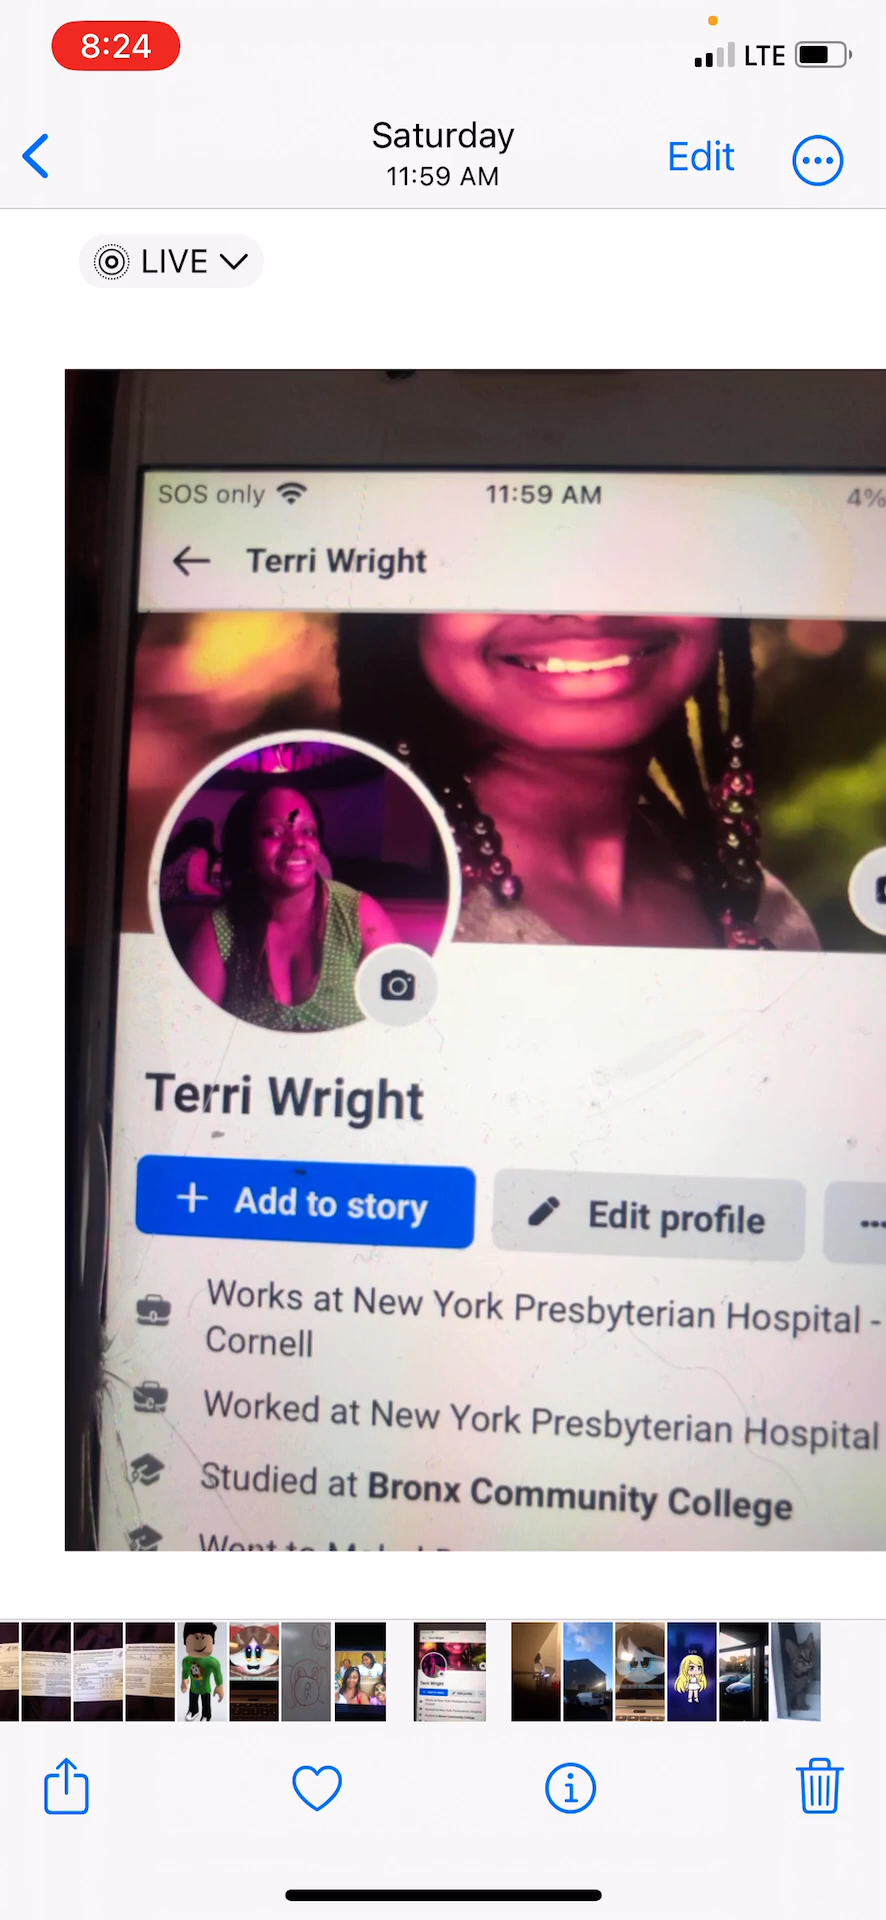 8:24
LTE
Saturday
11:59 AM
Edit
LIVE
SOS only
11:59 AM
4%
Terri Wright
Terri Wright
+ Add to story
Edit profile
Works at New York Presbyterian Hospital -
Cornell
Worked at New York Presbyterian Hospital
Studied at Bronx Community College
Went to